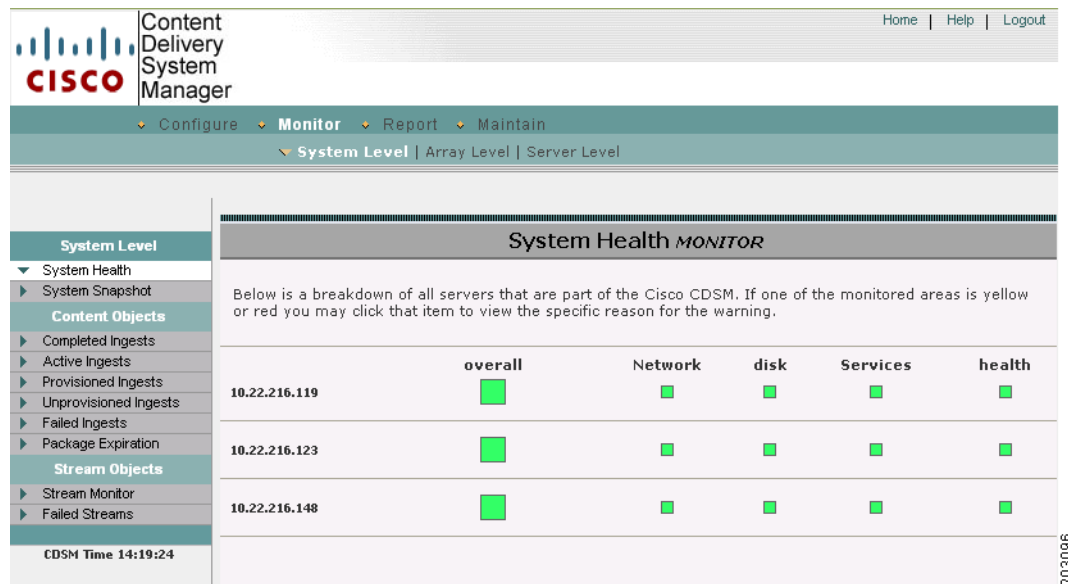 Content
Delivery
System
Manager
CISCO
Home | Help | Logout
Configure Monitor Report Maintain
System Level | Array Level | Server Level
System Level
System Health
System Snapshot
Content Objects
Completed Ingests
Active Ingests
Provisioned Ingests
Unprovisioned Ingests
Failed Ingests
Package Expiration
Stream Objects
Stream Monitor
Failed Streams
CDSM Time 14:19:24
System Health MONITOR
Below is a breakdown of all servers that are part of the Cisco CDSM. If one of the monitored areas is yellow
or red you may click that item to view the specific reason for the warning.
overall Network disk Services health
10.22.216.119
10.22.216.123
10.22.216.148
203096